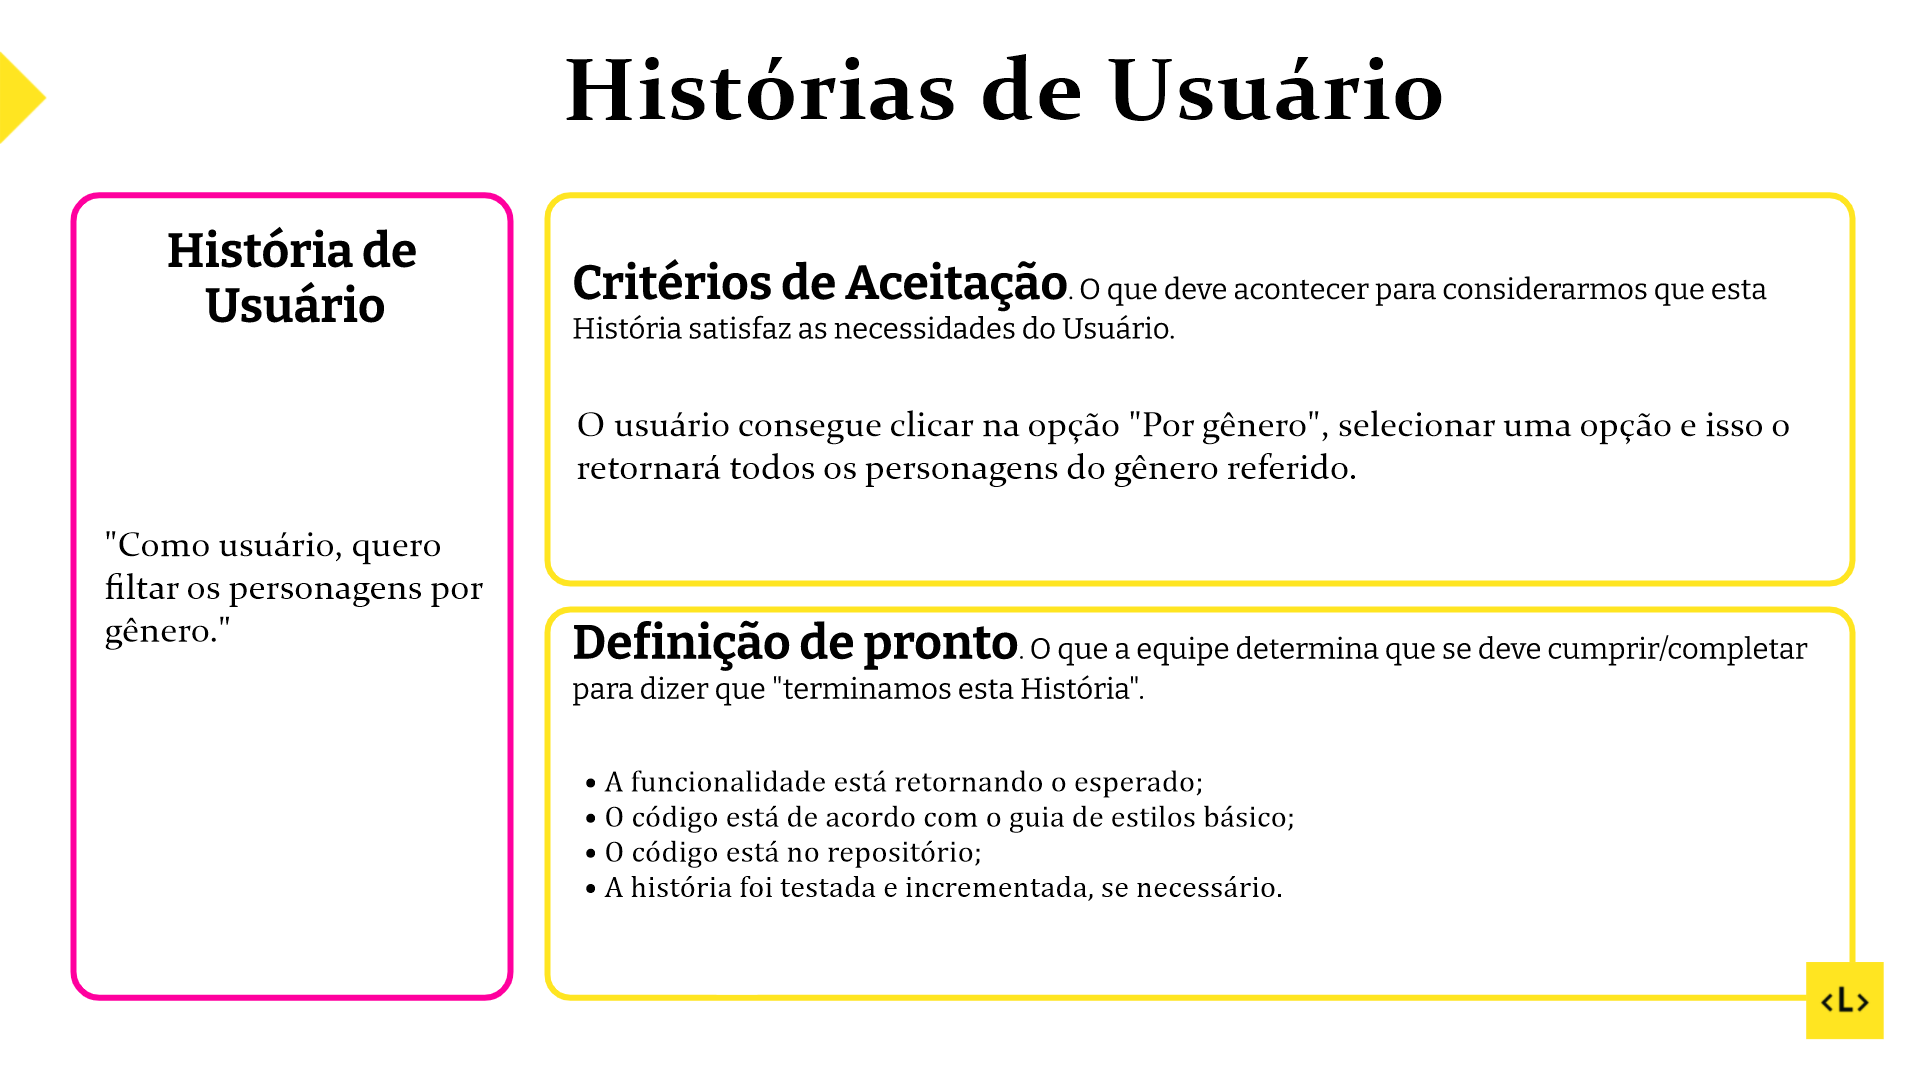 Histórias de Usuário
História de
Usuário
"Como usuário, quero
filtar os personagens por
gênero."
Critérios de Aceitação. O que deve acontecer para considerarmos que esta
História satisfaz as necessidades do Usuário.
O usuário consegue clicar na opção "Por gênero", selecionar uma opção e isso o
retornará todos os personagens do gênero referido.
Definição de pronto. O que a equipe determina que se deve cumprir/completar
para dizer que "terminamos esta História".
• A funcionalidade está retornando o esperado;
• O código está de acordo com o guia de estilos básico;
• O código está no repositório;
• A história foi testada e incrementada, se necessário.
<L>